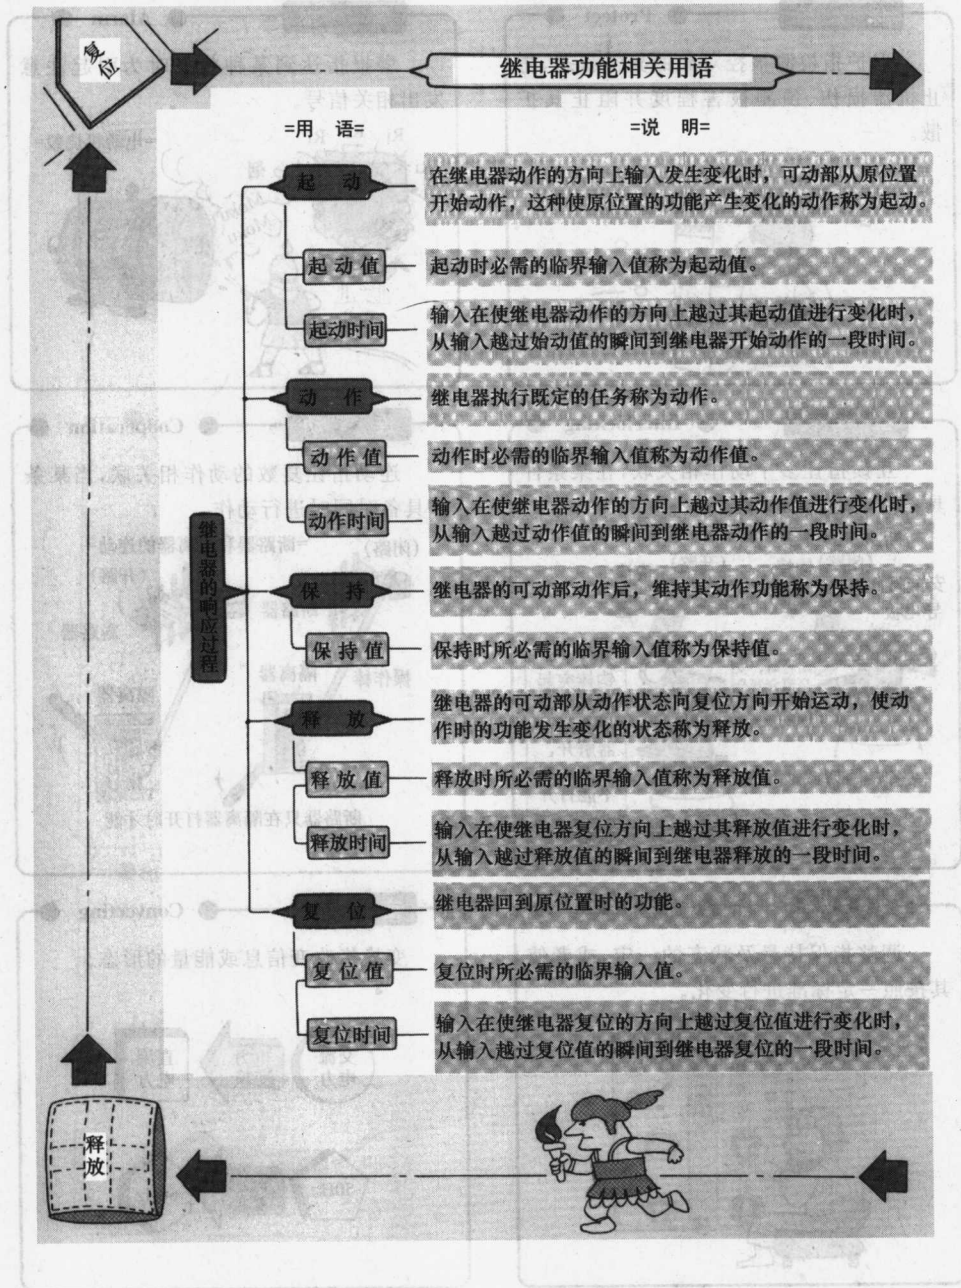 复位
继电器功能相关用语
=用 语=
=说 明=
起 动
在继电器动作的方向上输入发生变化时，可动部从原位置
开始动作，这种使原位置的功能产生变化的动作称为起动。
起动值
起动时必需的临界输入值称为起动值。
起动时间
输入在使继电器动作的方向上越过其起动值进行变化时，
从输入越过始动值的瞬间到继电器开始动作的一段时间。
动 作
继电器执行既定的任务称为动作。
动作值
动作时必需的临界输入值称为动作值。
动作时间
输入在使继电器动作的方向上越过其动作值进行变化时，
从输入越过动作值的瞬间到继电器动作的一段时间。
继电器的响应过程
保 持
继电器的可动部动作后，维持其动作功能称为保持。
保持值
保持时所必需的临界输入值称为保持值。
释 放
继电器的可动部从动作状态向复位方向开始运动，使动
作时的功能发生变化的状态称为释放。
释放值
释放时所必需的临界输入值称为释放值。
释放时间
输入在使继电器复位方向上越过其释放值进行变化时，
从输入越过释放值的瞬间到继电器释放的一段时间。
复 位
继电器回到原位置时的功能。
复位值
复位时所必需的临界输入值。
复位时间
输入在使继电器复位的方向上越过复位值进行变化时，
从输入越过复位值的瞬间到继电器复位的一段时间。
释放